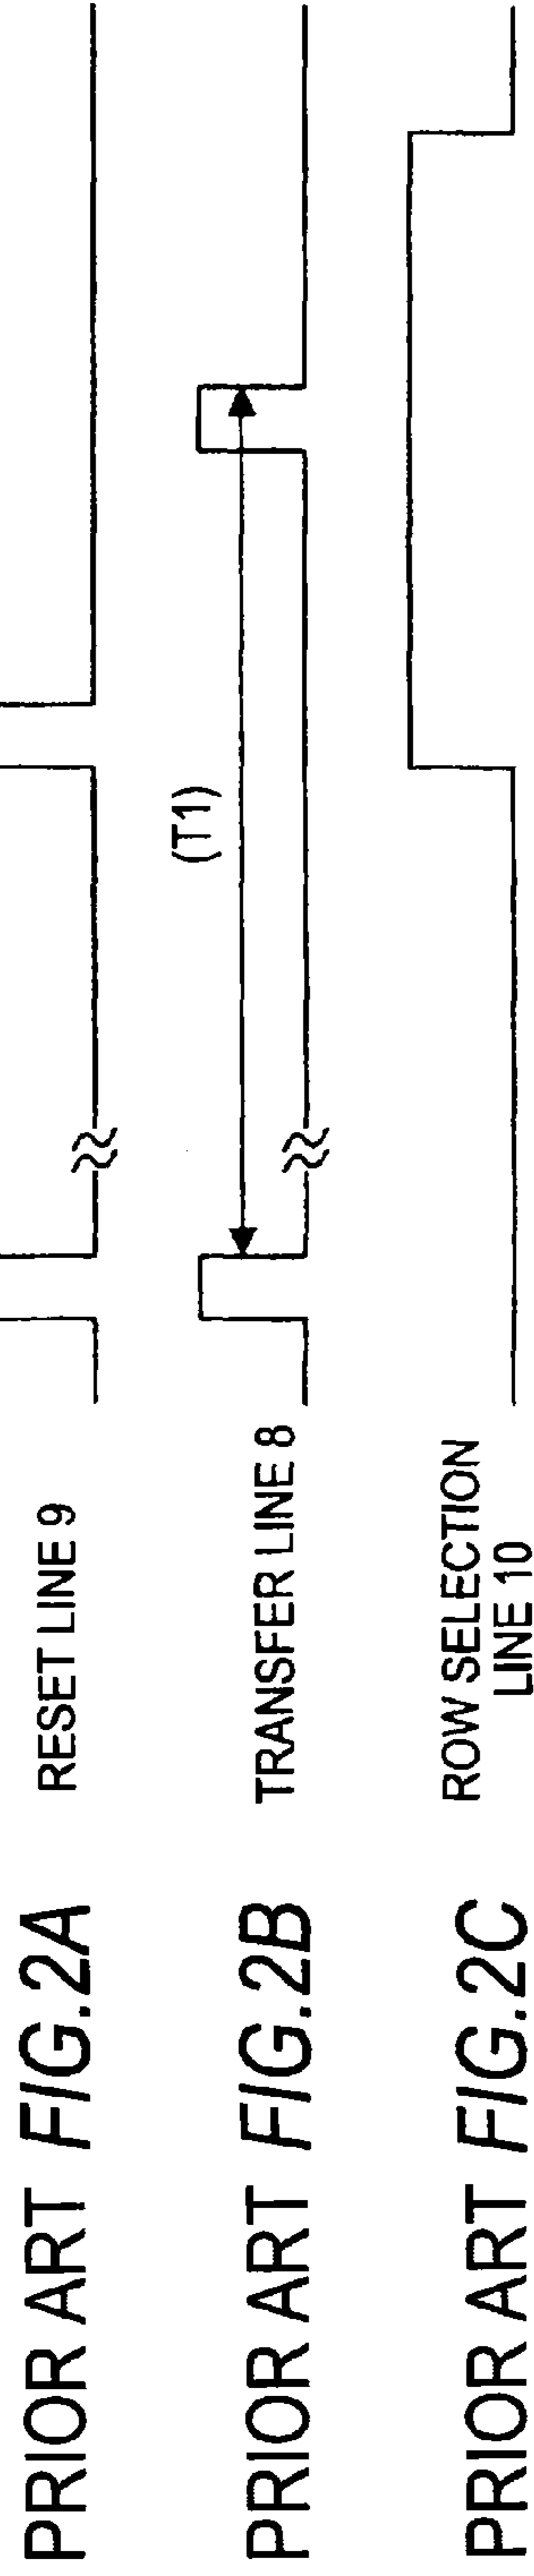 PRIOR ART FIG.2A RESET LINE 9
PRIOR ART FIG.2B TRANSFER LINE 8
(T1)
PRIOR ART FIG.2C ROW SELECTION
LINE 10